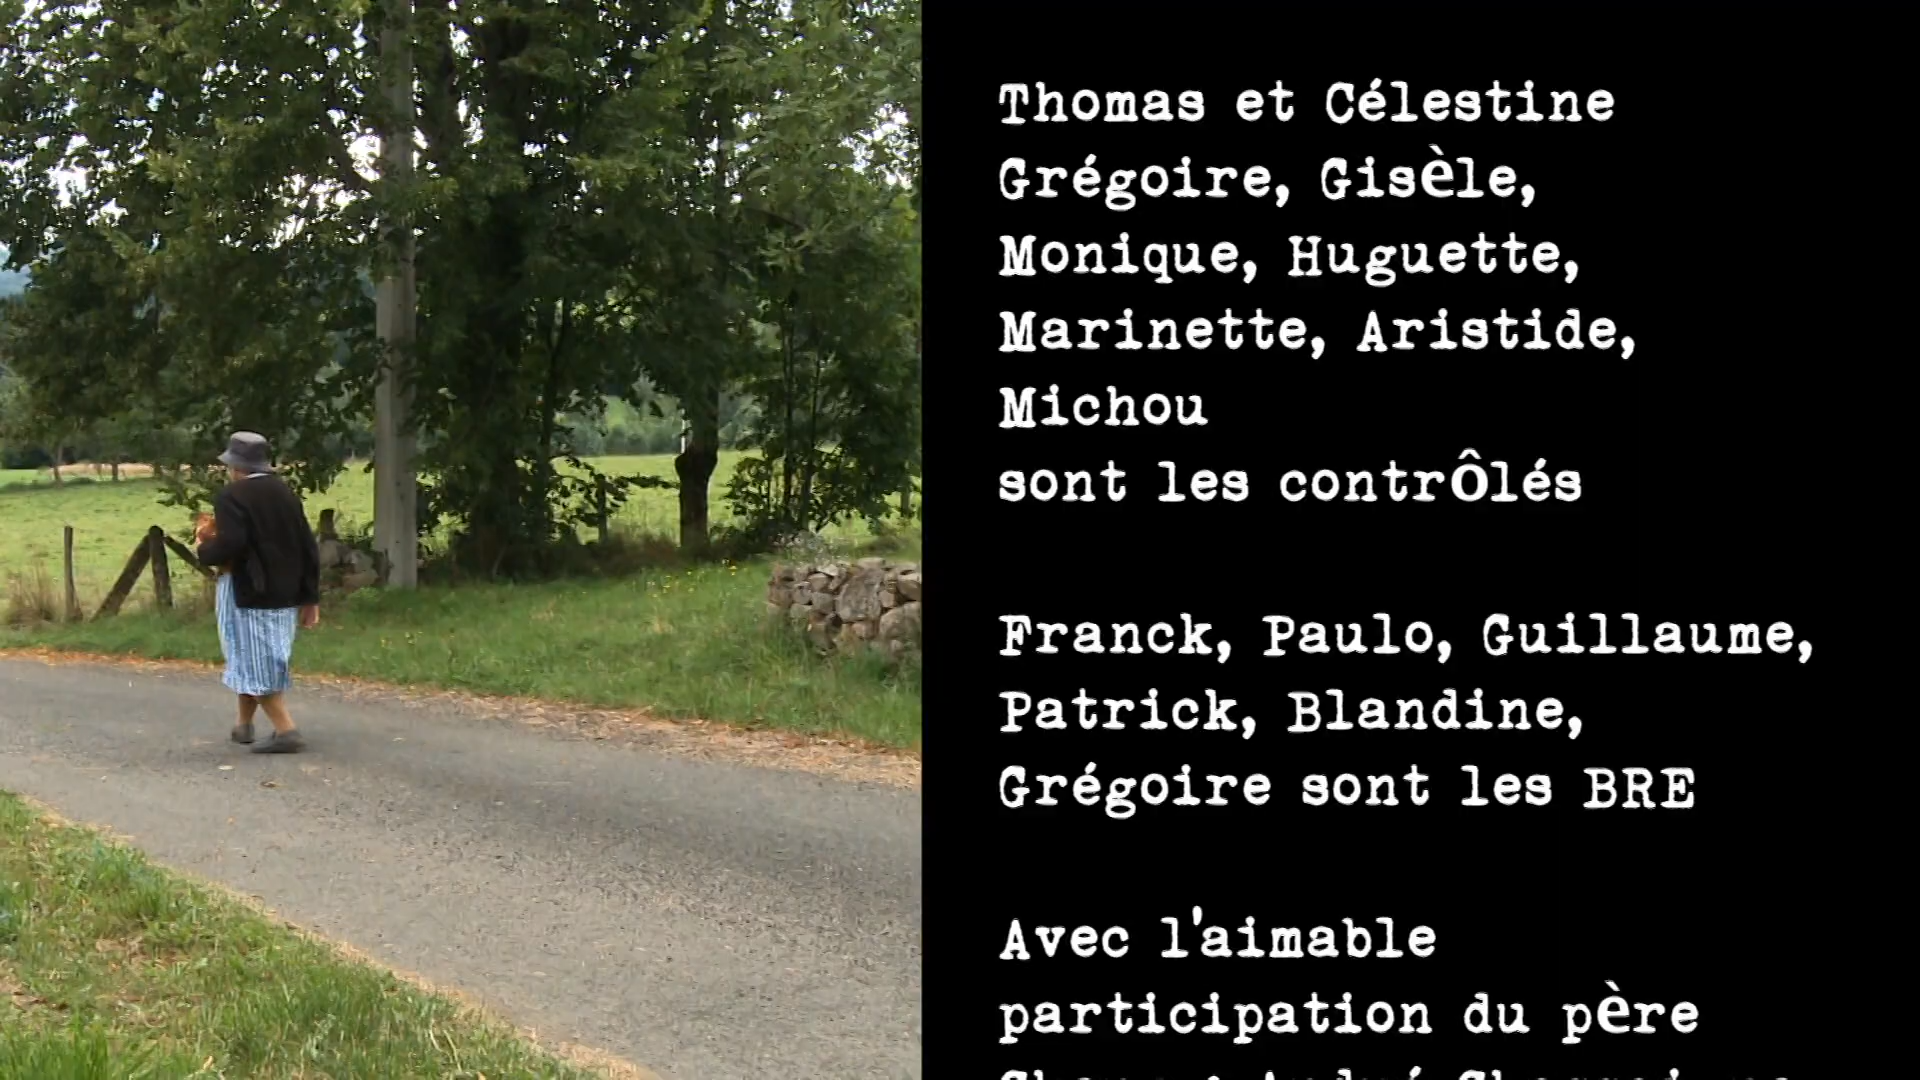 Thomas et Célestine
Grégoire, Gisèle,
Monique, Huguette,
Marinette, Aristide,
Michou
sont les contrÔlés
Franck, Paulo, Guillaume,
Patrick, Blandine,
Grégoire sont les BRE
Avec l'aimable
participation du père